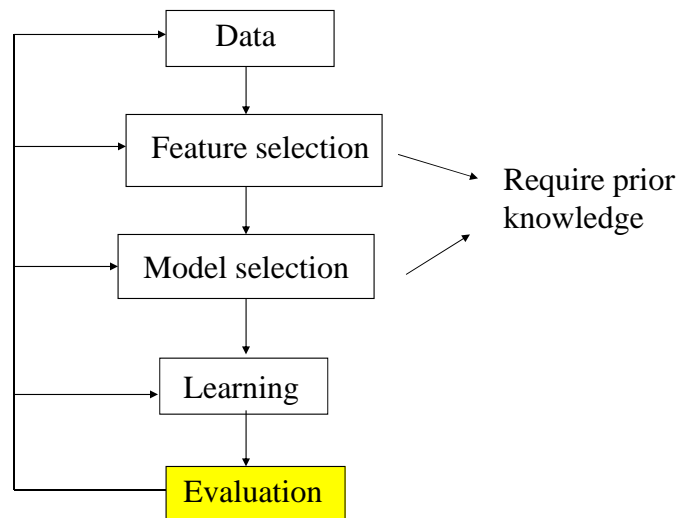 Data
Feature selection
Require prior
knowledge
Model selection
Learning
Evaluation